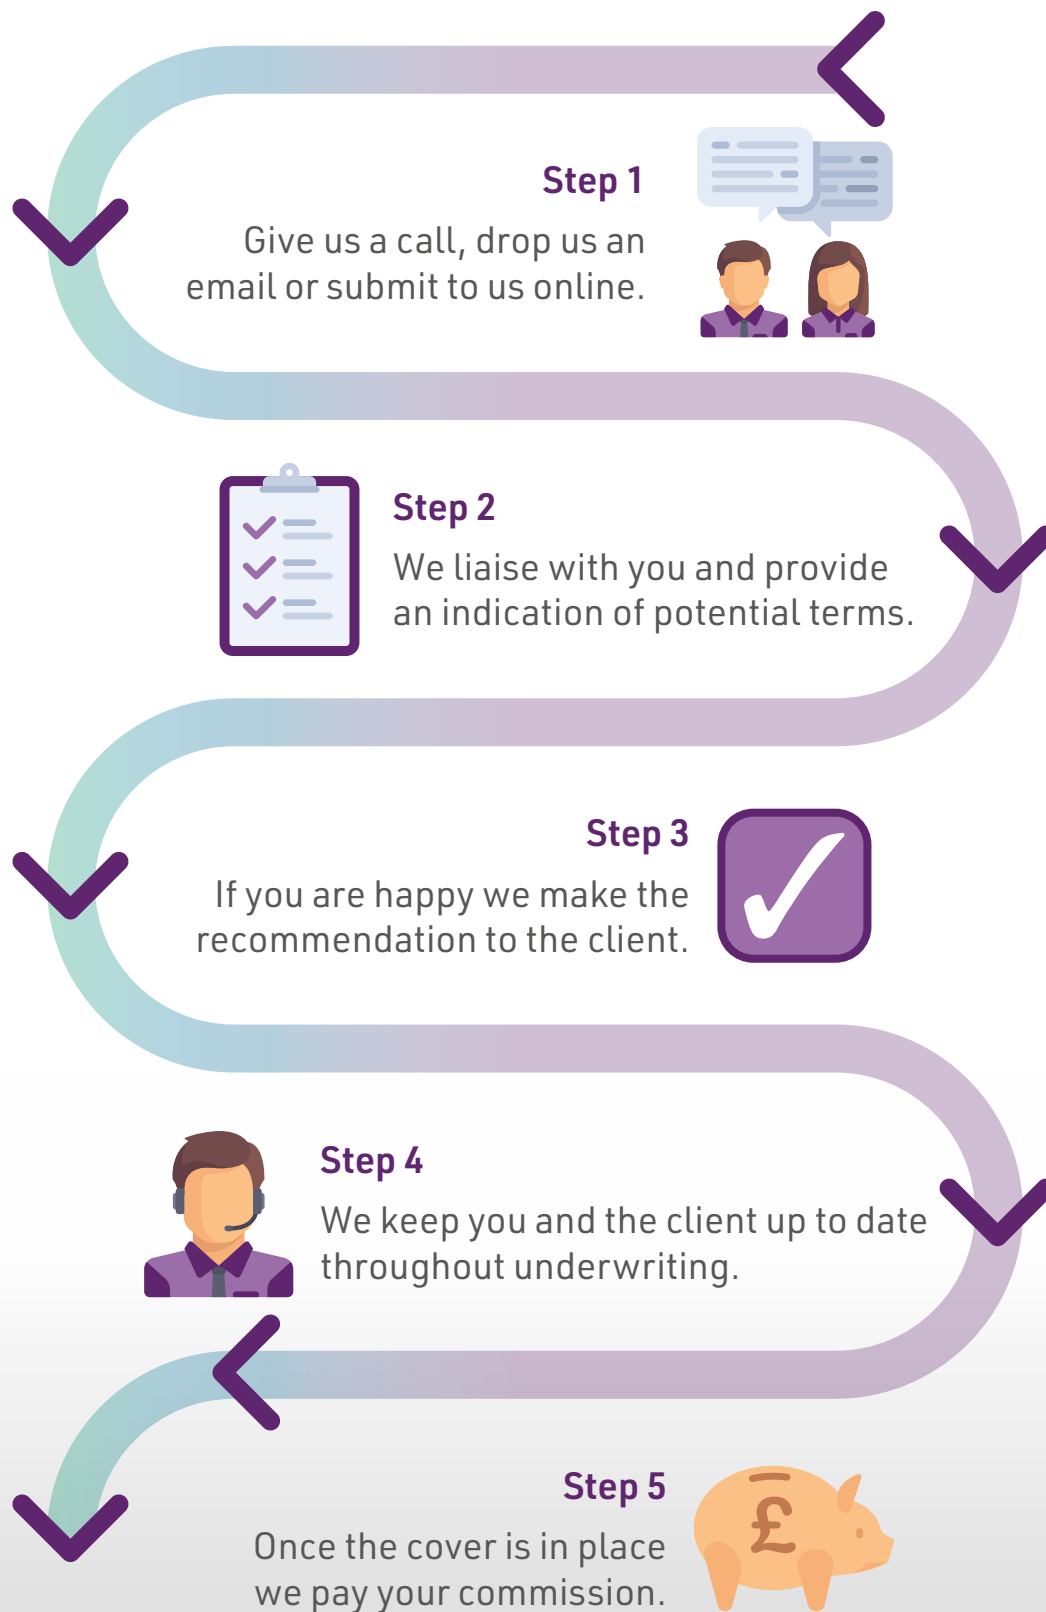 Step 1
Give us a call, drop us an
email or submit to us online.
Step 2
We liaise with you and provide
an indication of potential terms.
Step 3
If you are happy we make the
recommendation to the client.
Step 4
We keep you and the client up to date
throughout underwriting.
Step 5
£
Once the cover is in place
we pay your commission.